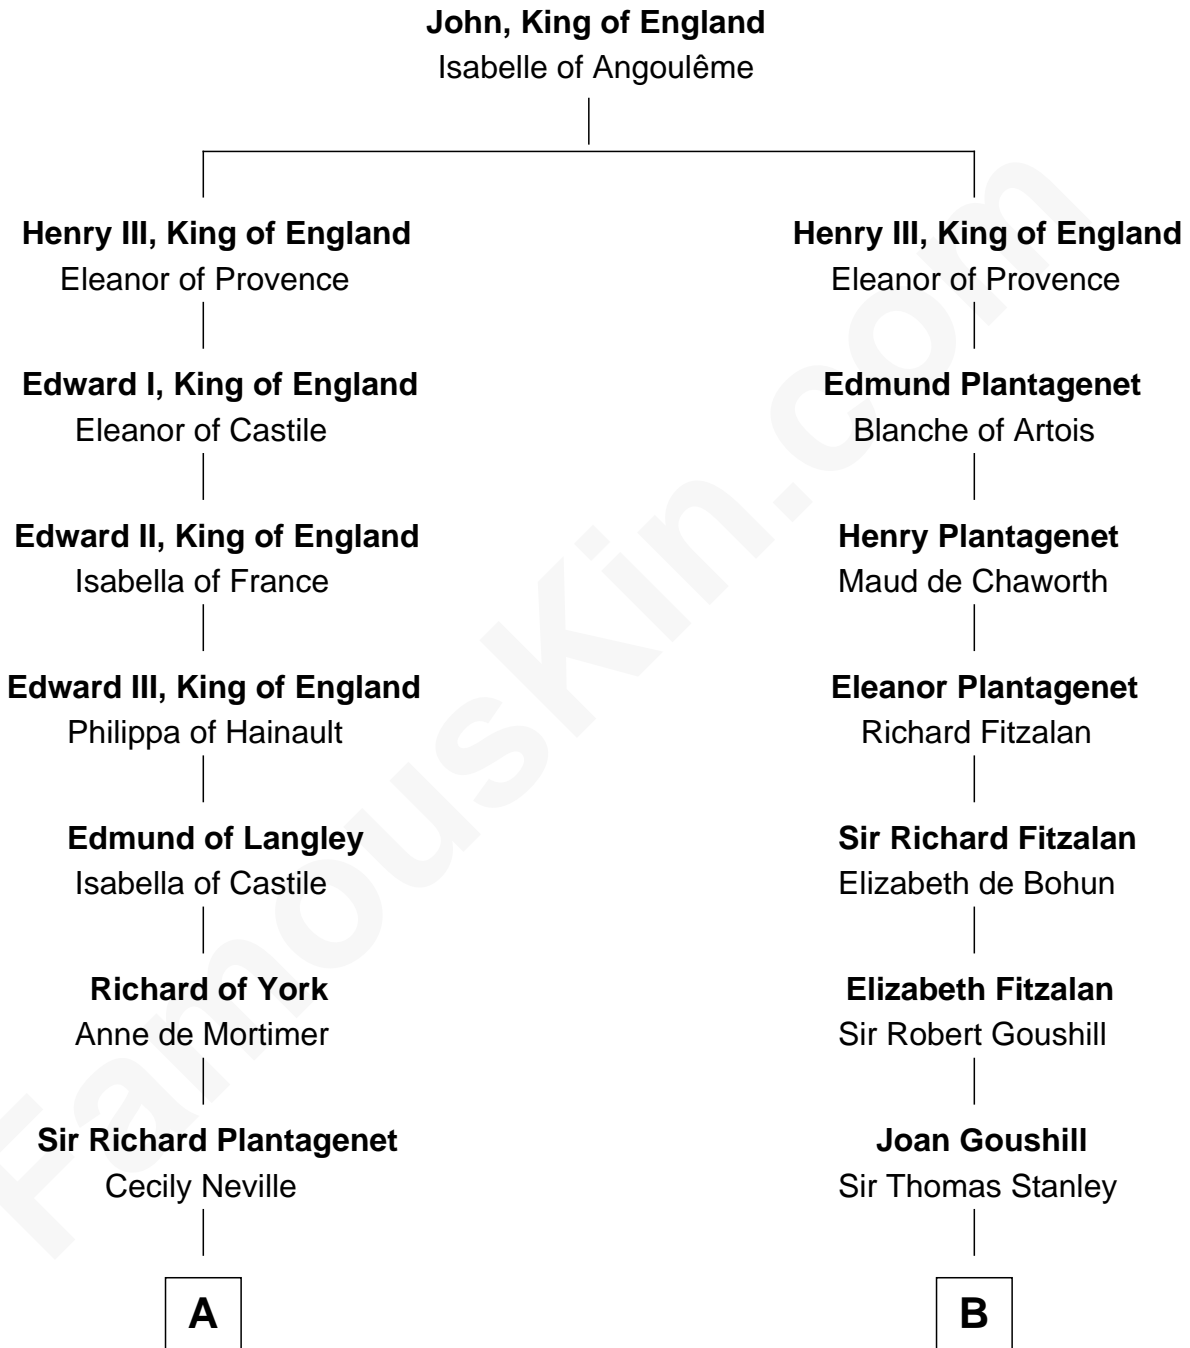 John, King of England
Isabelle of Angoulême
Henry III, King of England
Eleanor of Provence
Edward I, King of England
Eleanor of Castile
Edward II, King of England
Isabella of France
Edward III, King of England
Philippa of Hainault
Edmund of Langley
Isabella of Castile
Richard of York
Anne de Mortimer
Sir Richard Plantagenet
Cecily Neville
A
Henry III, King of England
Eleanor of Provence
Edmund Plantagenet
Blanche of Artois
Henry Plantagenet
Maud de Chaworth
Eleanor Plantagenet
Richard Fitzalan
Sir Richard Fitzalan
Elizabeth de Bohun
Elizabeth Fitzalan
Sir Robert Goushill
Joan Goushill
Sir Thomas Stanley
B
FamousKin.com